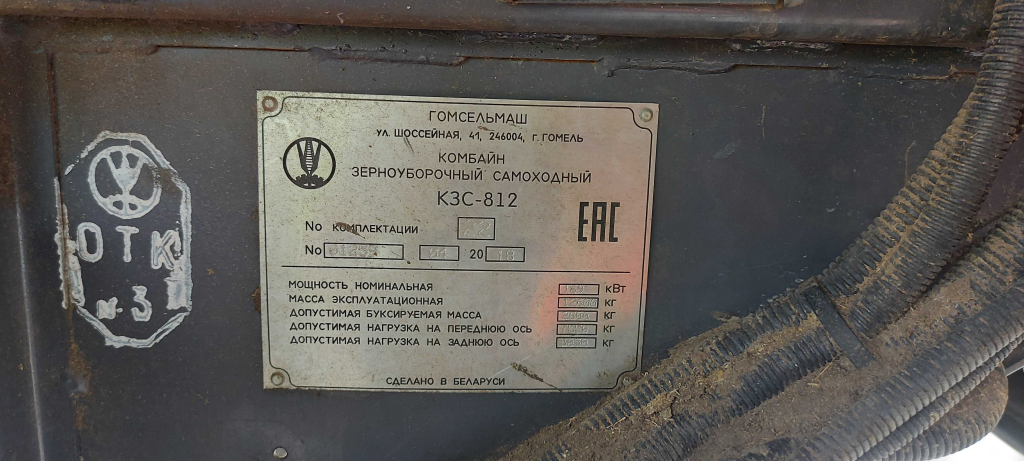 ГОМСЕЛЬМАШ
УЛ. ШОССЕЙНАЯ, 41, 246004, Г. ГОМЕЛЬ
КОМБАЙН
ЗЕРНОУБОРОЧНЫЙ САМОХОДНЫЙ
КЗС-812
No КОМПЛЕКТАЦИИ
ЕАС
No 04 20 18
МОЩНОСТЬ НОМИНАЛЬНАЯ кВт
МАССА ЭКСПЛУАТАЦИОННАЯ КГ
ДОПУСТИМАЯ БУКСИРУЕМАЯ МАССА КГ
ДОПУСТИМАЯ НАГРУЗКА НА ПЕРЕДНЮЮ ОСЬ КГ
ДОПУСТИМАЯ НАГРУЗКА НА ЗАДНЮЮ ОСЬ КГ
СДЕЛАНО В БЕЛАРУСИ
ОТК
N. 3